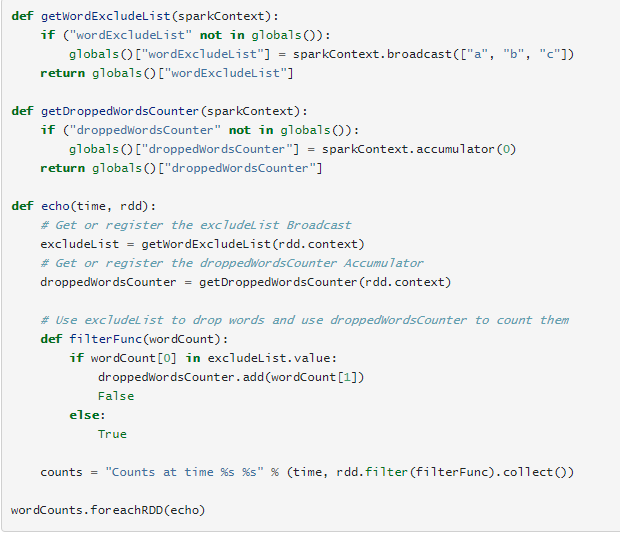 def getWordExcludeList(sparkContext):
    if ("wordExcludeList" not in globals()):
        globals()["wordExcludeList"] = sparkContext.broadcast(["a", "b", "c"])
    return globals()["wordExcludeList"]

def getDroppedWordsCounter(sparkContext):
    if ("droppedWordsCounter" not in globals()):
        globals()["droppedWordsCounter"] = sparkContext.accumulator(0)
    return globals()["droppedWordsCounter"]

def echo(time, rdd):
    # Get or register the excludeList Broadcast
    excludeList = getWordExcludeList(rdd.context)
    # Get or register the droppedWordsCounter Accumulator
    droppedWordsCounter = getDroppedWordsCounter(rdd.context)

    # Use excludeList to drop words and use droppedWordsCounter to count them
    def filterFunc(wordCount):
        if wordCount[0] in excludeList.value:
            droppedWordsCounter.add(wordCount[1])
            False
        else:
            True

    counts = "Counts at time %s %s" % (time, rdd.filter(filterFunc).collect())

wordCounts.foreachRDD(echo)